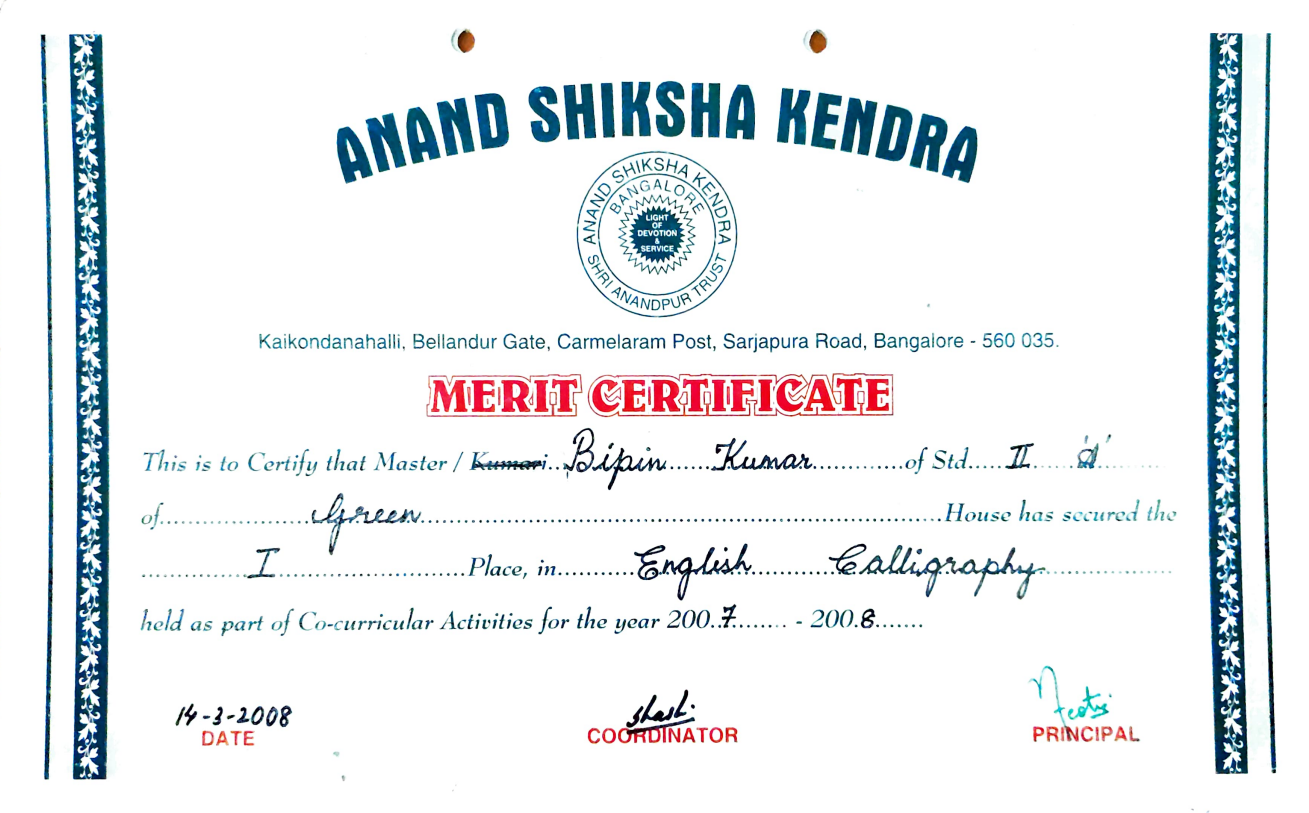 ANAND SHIKSHA KENDRA
ANAND SHIKSHA KENDRA
BANGALORE
LIGHT
OF
DEVOTION
&
SERVICE
SHRI ANANDPUR TRUST
Kaikondanahalli, Bellandur Gate, Carmelaram Post, Sarjapura Road, Bangalore - 560 035.
MERIT CERTIFICATE
This is to Certify that Master / Kumari...Bipin......Kumar..............of Std....II.....'A'
of......................Green...............................................................................House has secured the
.................I................................Place, in............English............Calligraphy......................
held as part of Co-curricular Activities for the year 200.7........ - 200.8.......
14-3-2008
DATE
Shashi
COORDINATOR
PRINCIPAL